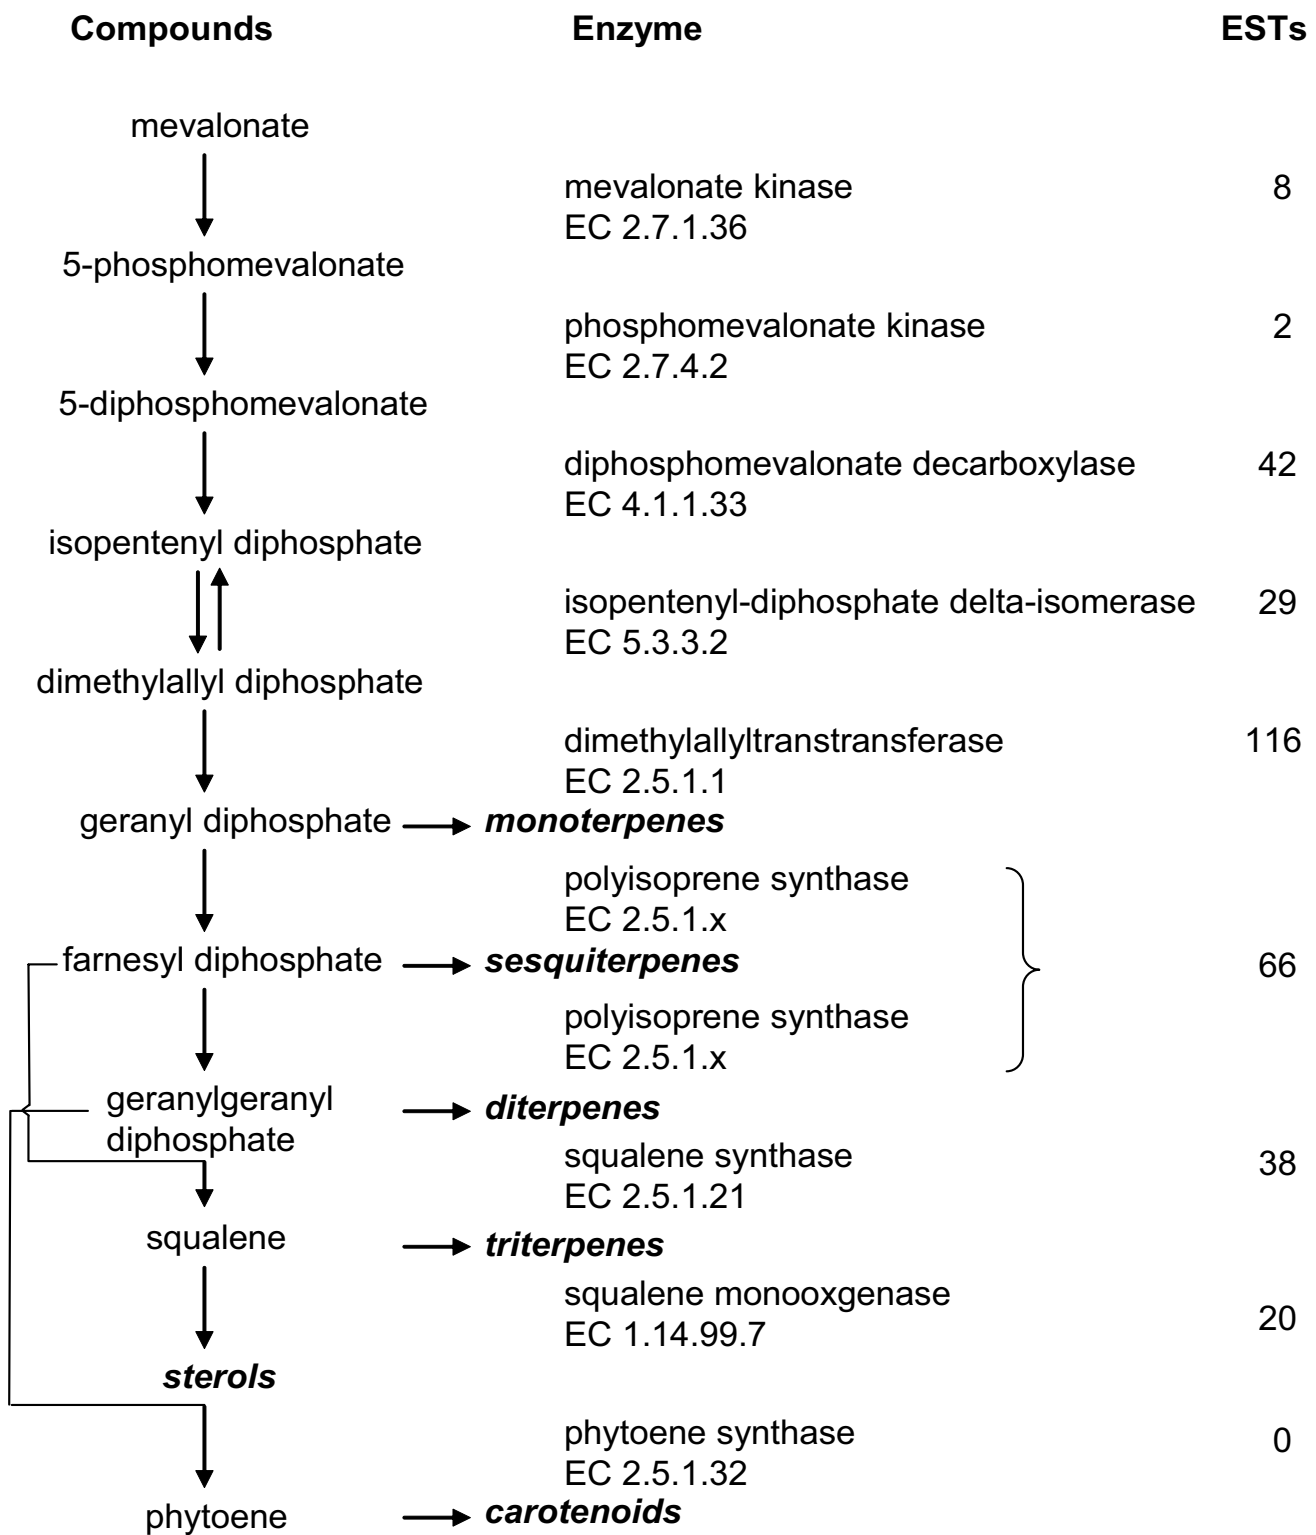 Compounds Enzyme ESTs
mevalonate
mevalonate kinase 8
EC 2.7.1.36
5-phosphomevalonate
phosphomevalonate kinase 2
EC 2.7.4.2
5-diphosphomevalonate
diphosphomevalonate decarboxylase 42
EC 4.1.1.33
isopentenyl diphosphate
isopentenyl-diphosphate delta-isomerase 29
EC 5.3.3.2
dimethylallyl diphosphate
dimethylallyltranstransferase 116
EC 2.5.1.1
geranyl diphosphate monoterpenes
polyisoprene synthase
EC 2.5.1.x
farnesyl diphosphate sesquiterpenes 66
polyisoprene synthase
EC 2.5.1.x
geranylgeranyl diterpenes
diphosphate
squalene synthase 38
EC 2.5.1.21
squalene triterpenes
squalene monooxgenase 20
EC 1.14.99.7
sterols
phytoene synthase 0
EC 2.5.1.32
phytoene carotenoids